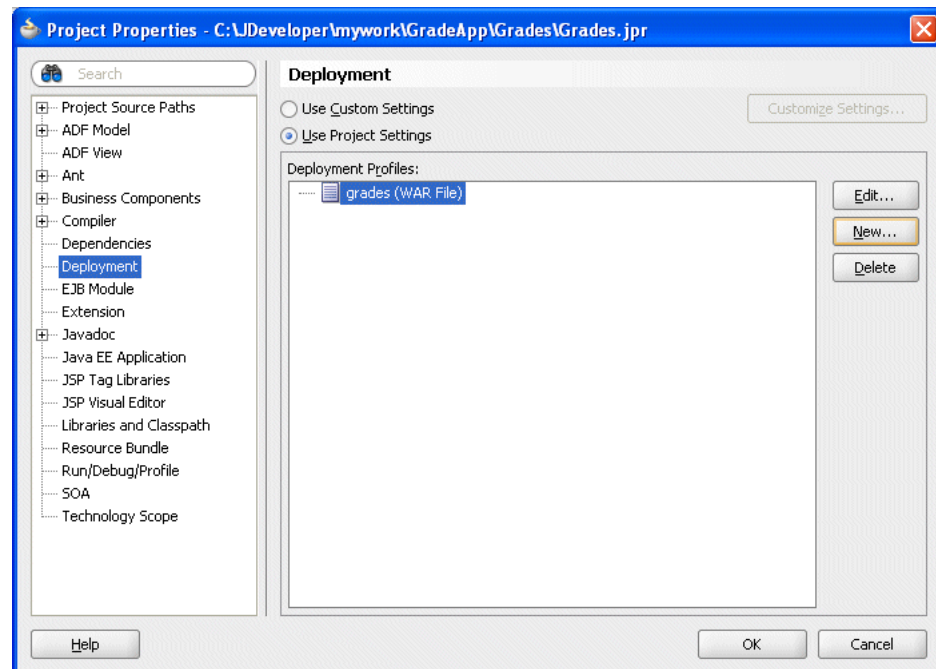 Project Properties - C:\JDeveloper\mywork\GradeApp\Grades\Grades.jpr
Search
Project Source Paths
ADF Model
ADF View
Ant
Business Components
Compiler
Dependencies
Deployment
EJB Module
Extension
Javadoc
Java EE Application
JSP Tag Libraries
JSP Visual Editor
Libraries and Classpath
Resource Bundle
Run/Debug/Profile
SOA
Technology Scope
Deployment
Use Custom Settings
Customize Settings...
Use Project Settings
Deployment Profiles:
grades (WAR File)
Edit...
New...
Delete
Help
OK
Cancel